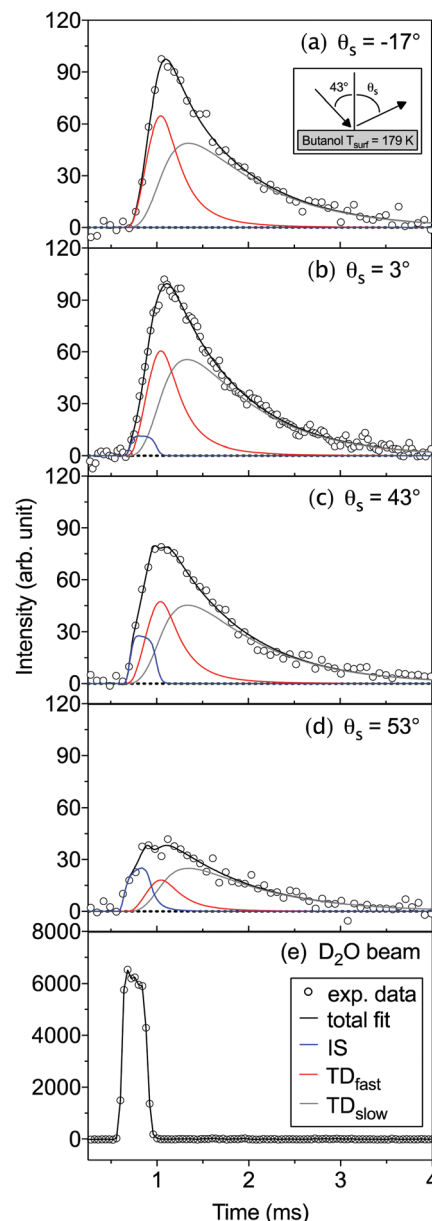 120
90
60
30
0
(a) θs = -17°
43°
θs
Butanol Tsurf = 179 K
120
90
60
30
0
(b) θs = 3°
120
90
60
30
0
(c) θs = 43°
120
90
60
30
0
(d) θs = 53°
8000
6000
4000
2000
0
(e) D2O beam
exp. data
total fit
IS
TDfast
TDslow
1 2 3 4
Time (ms)
Intensity (arb. unit)